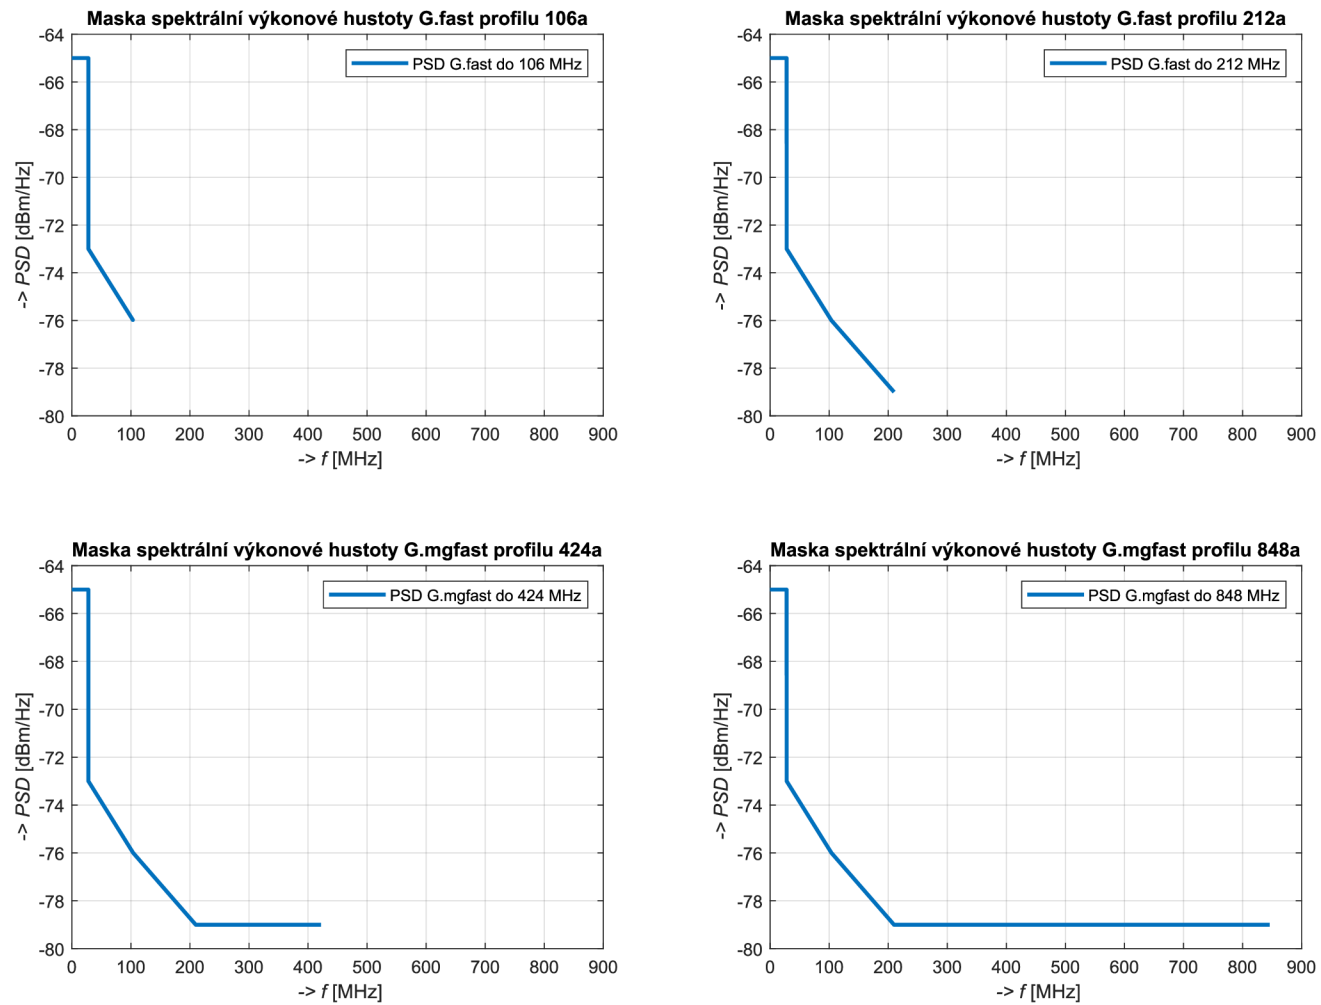 Maska spektrální výkonové hustoty G.fast profilu 106a
PSD G.fast do 106 MHz
-64
-66
-68
-70
-72
-74
-76
-78
-80
-> PSD [dBm/Hz]
0 100 200 300 400 500 600 700 800 900
-> f [MHz]
Maska spektrální výkonové hustoty G.fast profilu 212a
PSD G.fast do 212 MHz
-64
-66
-68
-70
-72
-74
-76
-78
-80
-> PSD [dBm/Hz]
0 100 200 300 400 500 600 700 800 900
-> f [MHz]
Maska spektrální výkonové hustoty G.mgfast profilu 424a
PSD G.mgfast do 424 MHz
-64
-66
-68
-70
-72
-74
-76
-78
-80
-> PSD [dBm/Hz]
0 100 200 300 400 500 600 700 800 900
-> f [MHz]
Maska spektrální výkonové hustoty G.mgfast profilu 848a
PSD G.mgfast do 848 MHz
-64
-66
-68
-70
-72
-74
-76
-78
-80
-> PSD [dBm/Hz]
0 100 200 300 400 500 600 700 800 900
-> f [MHz]